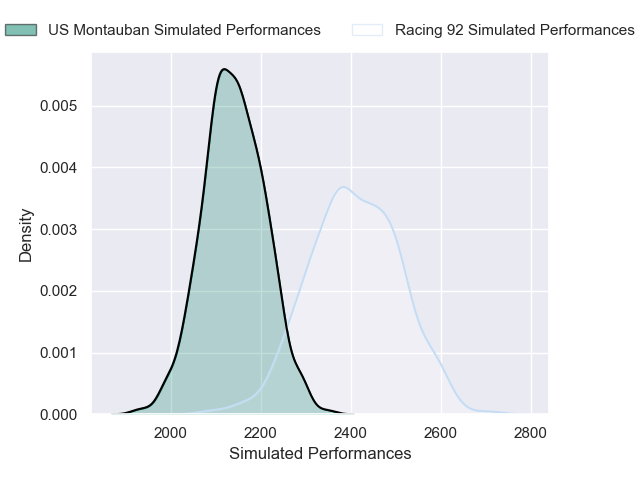 US Montauban Simulated Performances
Racing 92 Simulated Performances
0.005
0.004
0.003
0.002
0.001
0.000
Density
2000
2200
2400
2600
2800
Simulated Performances